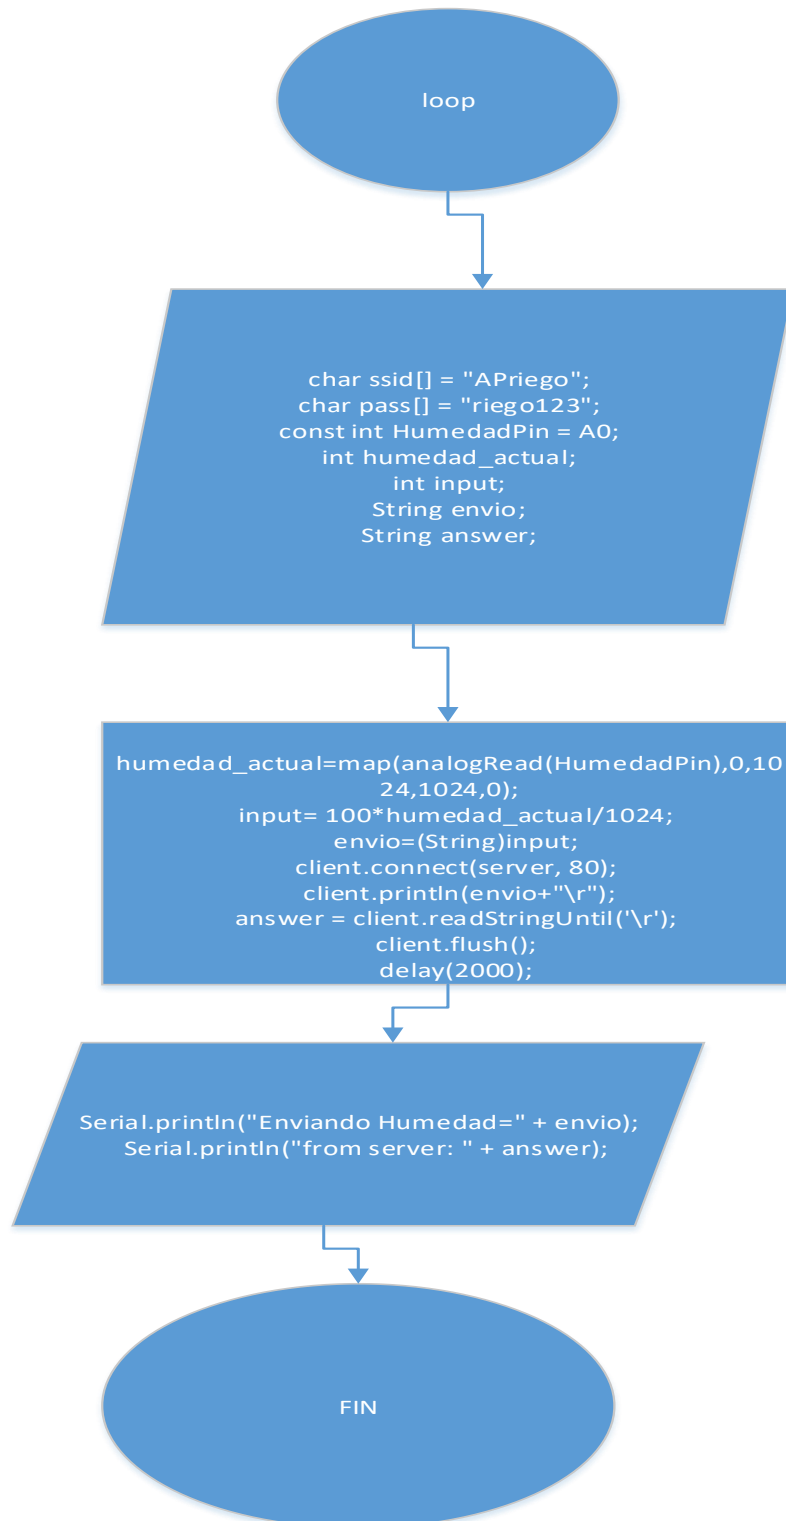 loop
char ssid[] = "APriego";
char pass[] = "riego123";
const int HumedadPin = A0;
int humedad_actual;
int input;
String envio;
String answer;
humedad_actual=map(analogRead(HumedadPin),0,10
24,1024,0);
input= 100*humedad_actual/1024;
envio=(String)input;
client.connect(server, 80);
client.println(envio+"\r");
answer = client.readStringUntil('\r');
client.flush();
delay(2000);
Serial.println("Enviando Humedad=" + envio);
Serial.println("from server: " + answer);
FIN